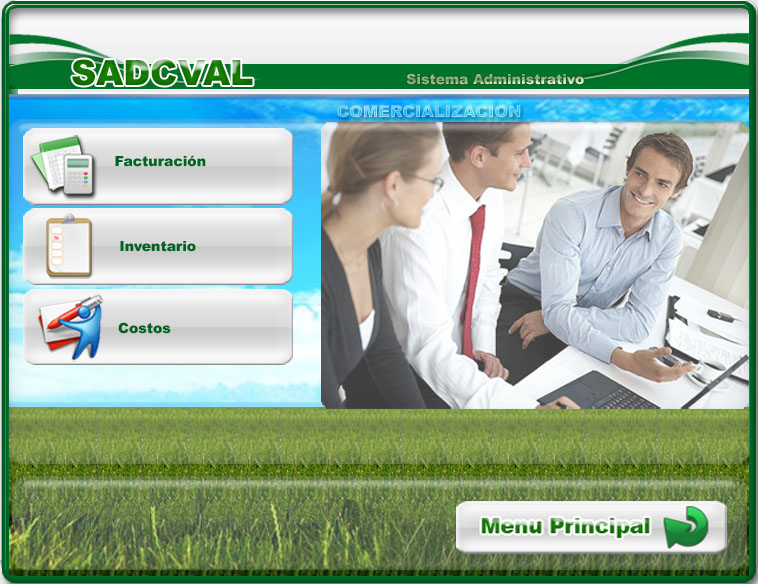 SADCVAL
Sistema Administrativo
COMERCIALIZACION
Facturación
Inventario
Costos
Menu Principal